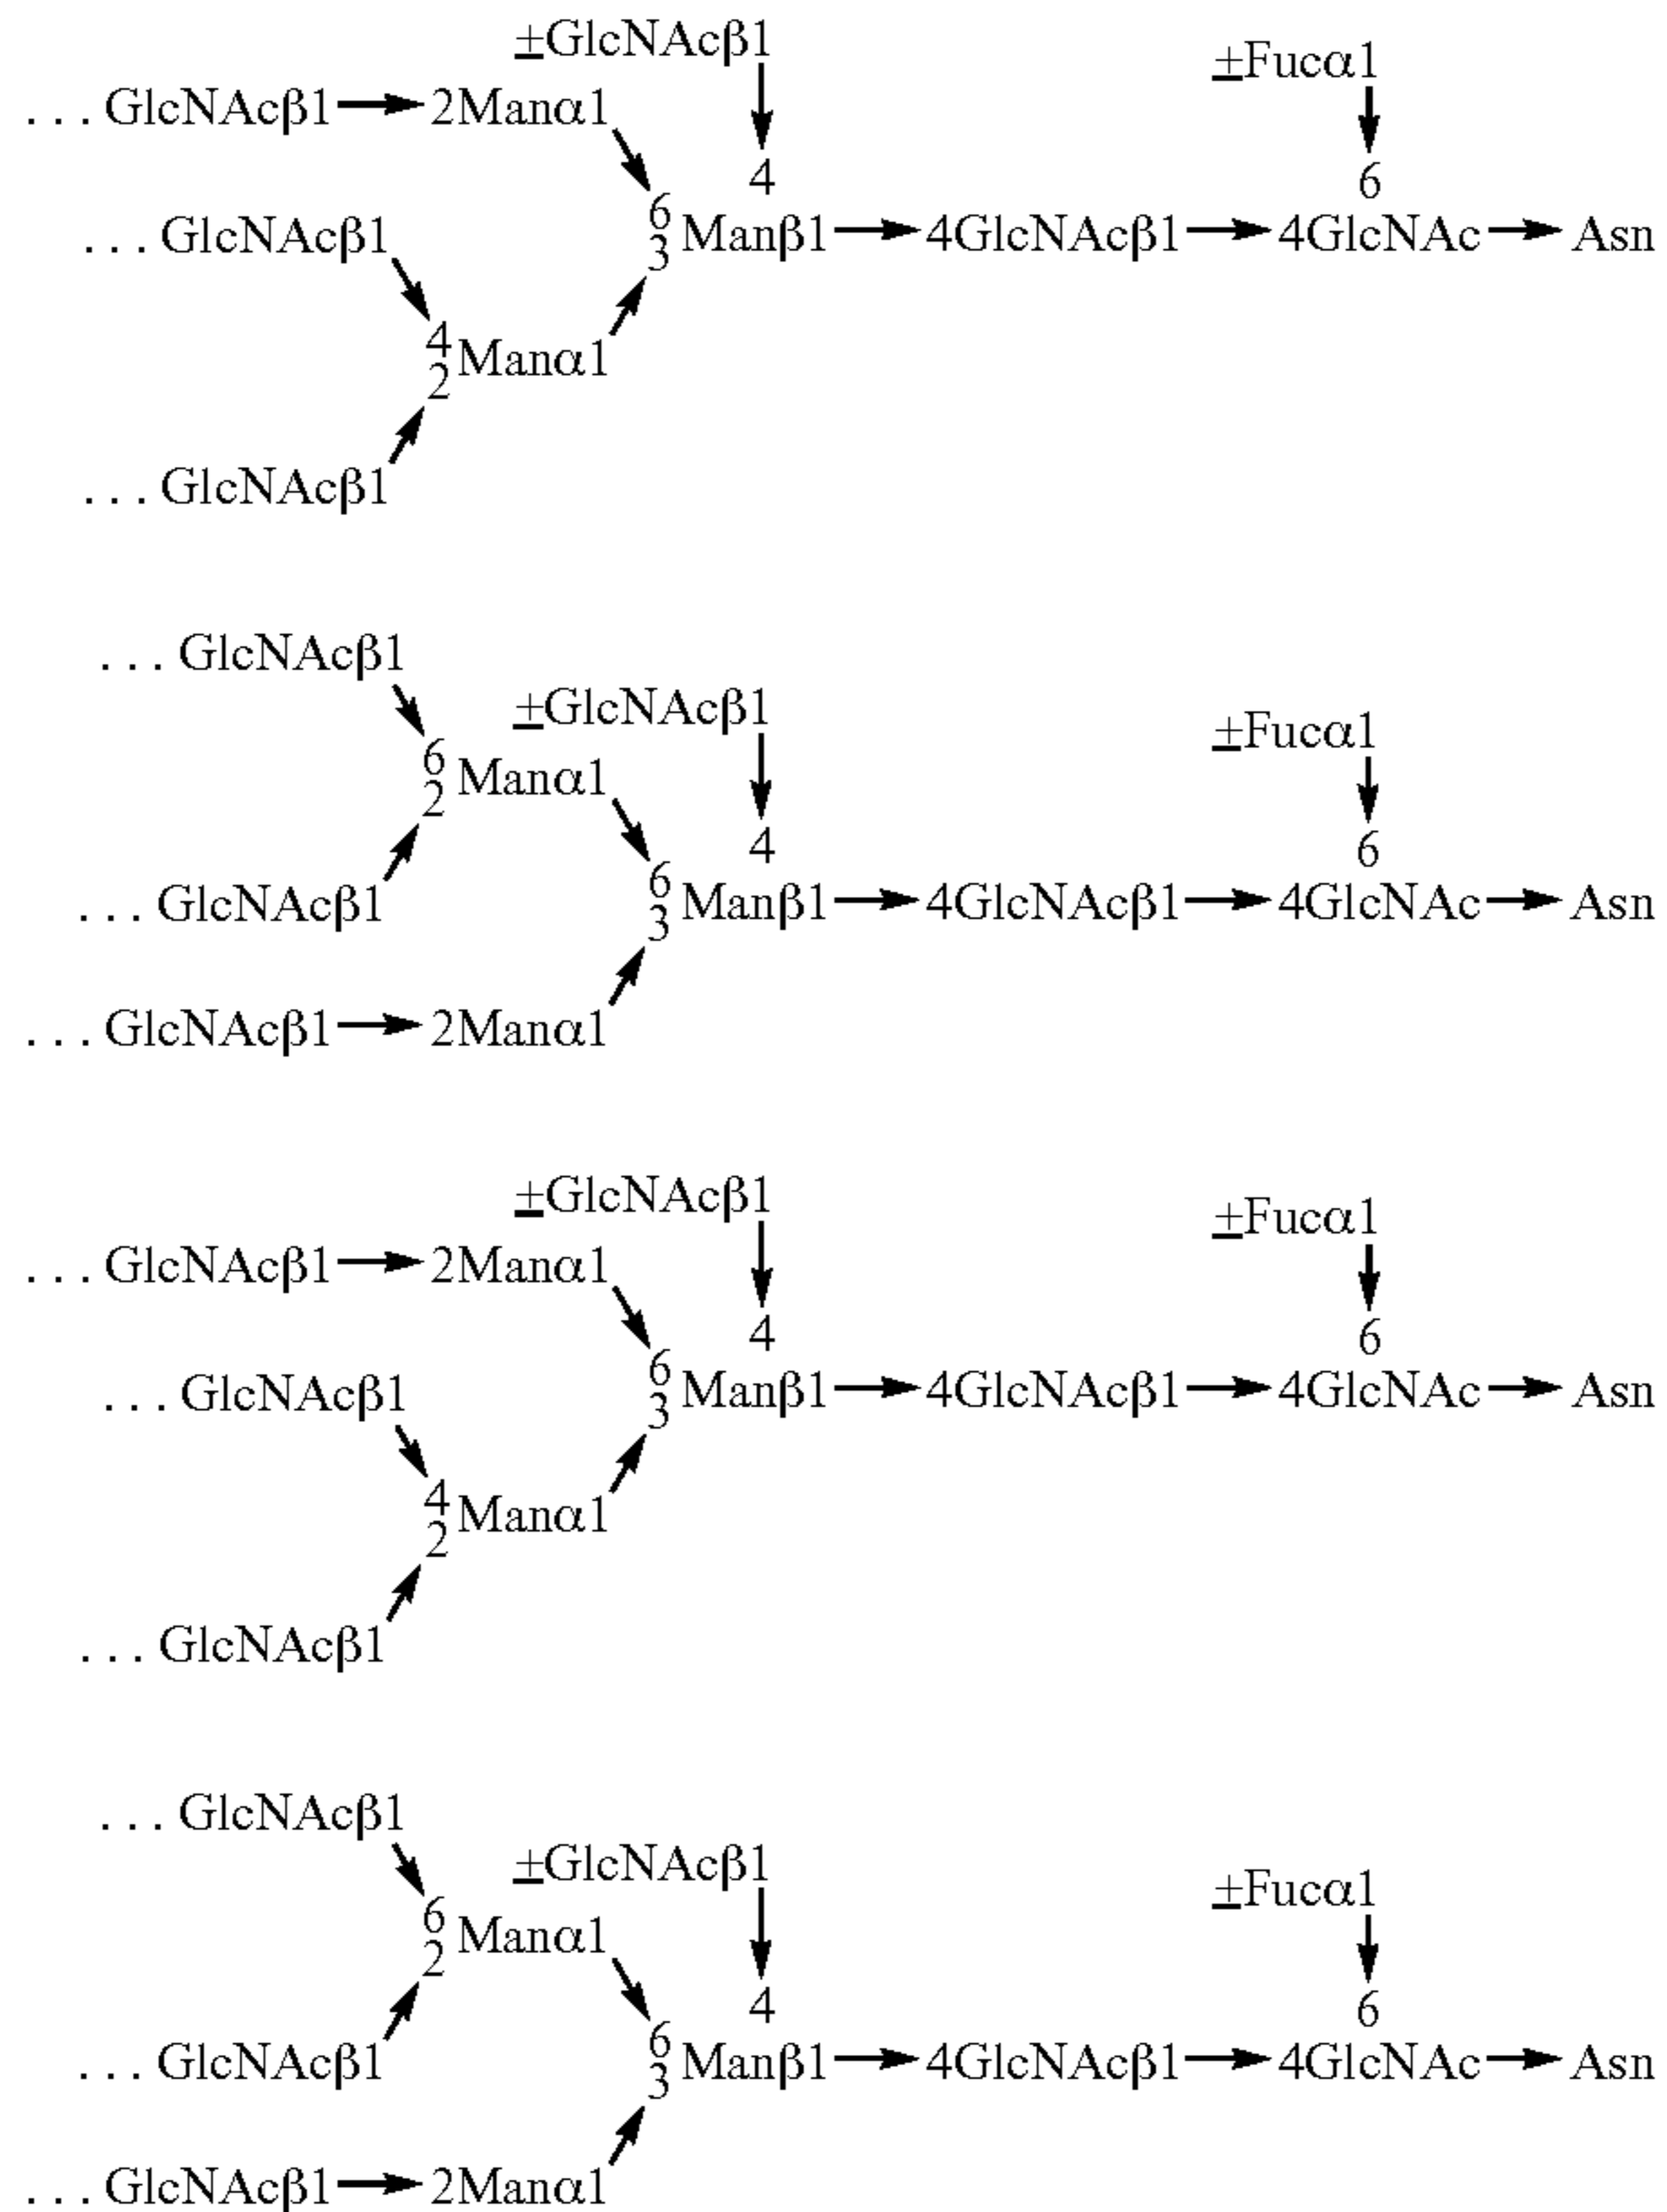 ±GlcNAcβ1
±Fucα1
. . . GlcNAcβ1 → 2Manα1
4
6
6
. . . GlcNAcβ1
Manβ1 → 4GlcNAcβ1 → 4GlcNAc → Asn
3
4
Manα1
2
. . . GlcNAcβ1
. . . GlcNAcβ1
±GlcNAcβ1
±Fucα1
6
Manα1
2
4
6
6
. . . GlcNAcβ1
Manβ1 → 4GlcNAcβ1 → 4GlcNAc → Asn
3
. . . GlcNAcβ1 → 2Manα1
±GlcNAcβ1
±Fucα1
. . . GlcNAcβ1 → 2Manα1
4
6
6
. . . GlcNAcβ1
Manβ1 → 4GlcNAcβ1 → 4GlcNAc → Asn
3
4
Manα1
2
. . . GlcNAcβ1
. . . GlcNAcβ1
±GlcNAcβ1
±Fucα1
6
Manα1
2
4
6
6
. . . GlcNAcβ1
Manβ1 → 4GlcNAcβ1 → 4GlcNAc → Asn
3
. . . GlcNAcβ1 → 2Manα1